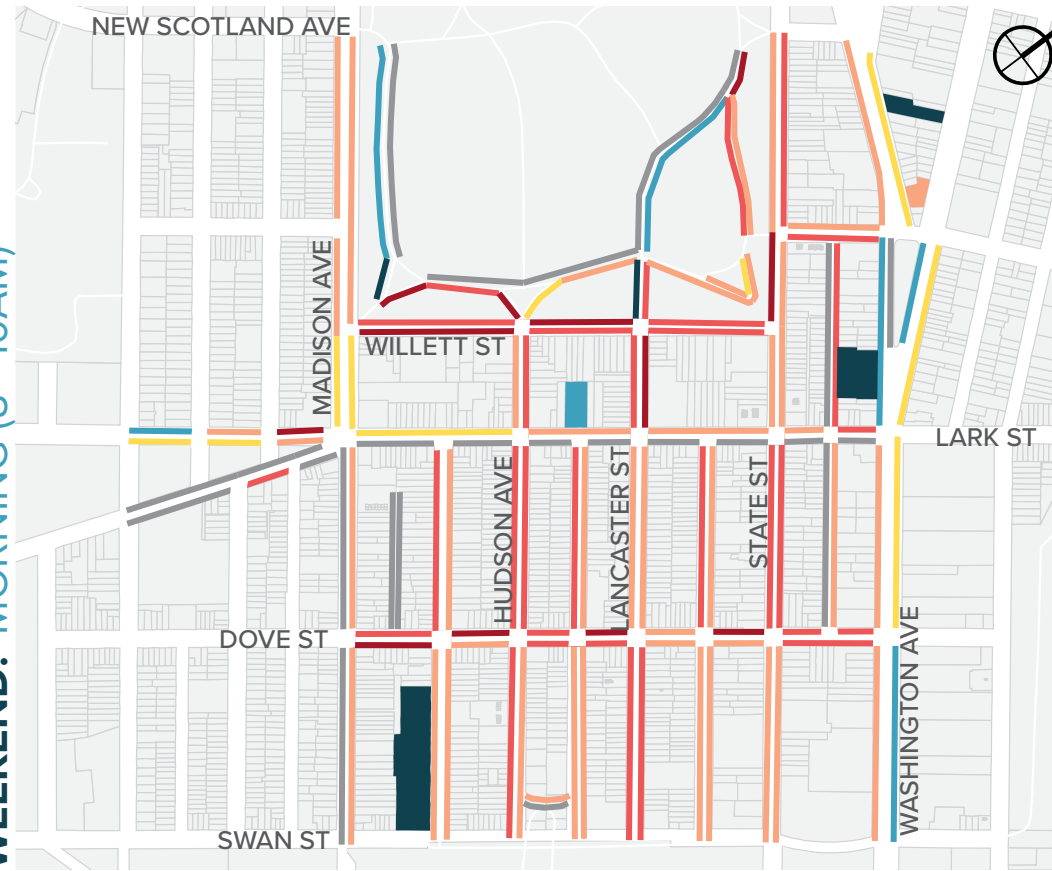 NEW SCOTLAND AVE
MADISON AVE
WILLETT ST
LARK ST
HUDSON AVE
LANCASTER ST
STATE ST
DOVE ST
WASHINGTON AVE
SWAN ST
WEEKEND: MORNING